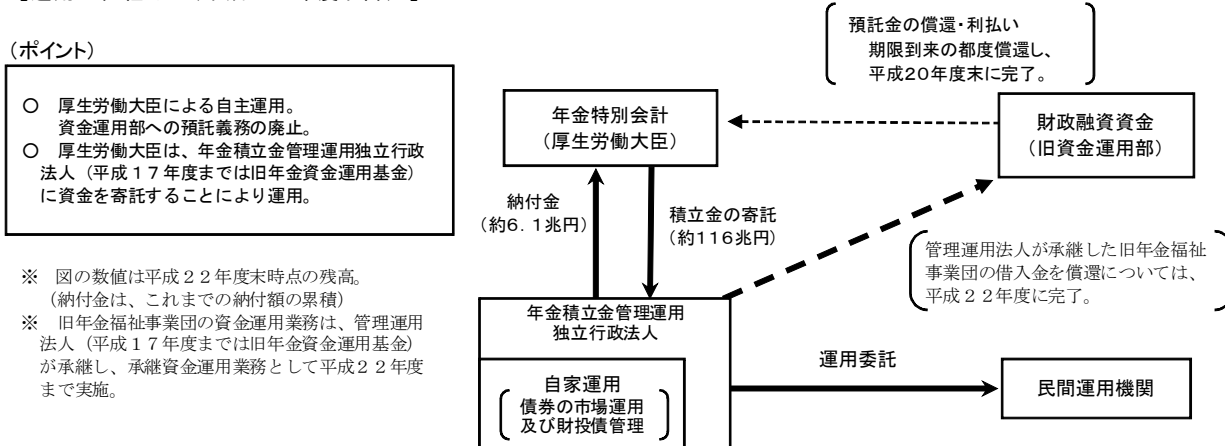 （ポイント）
○　厚生労働大臣による自主運用。
資金運用部への預託義務の廃止。
○　厚生労働大臣は、年金積立金管理運用独立行政
法人（平成１７年度までは旧年金資金運用基金）
に資金を寄託することにより運用。
※　図の数値は平成２２年度末時点の残高。
（納付金は、これまでの納付額の累積）
※　旧年金福祉事業団の資金運用業務は、管理運用
法人（平成１７年度までは旧年金資金運用基金）
が承継し、承継資金運用業務として平成２２年度
まで実施。
預託金の償還・利払い
期限到来の都度償還し、
平成２０年度末に完了。
年金特別会計
（厚生労働大臣）
財政融資資金
（旧資金運用部）
納付金
（約６．１兆円）
積立金の寄託
（約１１６兆円）
管理運用法人が承継した旧年金福祉
事業団の借入金を償還については、
平成２２年度に完了。
年金積立金管理運用
独立行政法人
自家運用
債券の市場運用
及び財投債管理
運用委託
民間運用機関